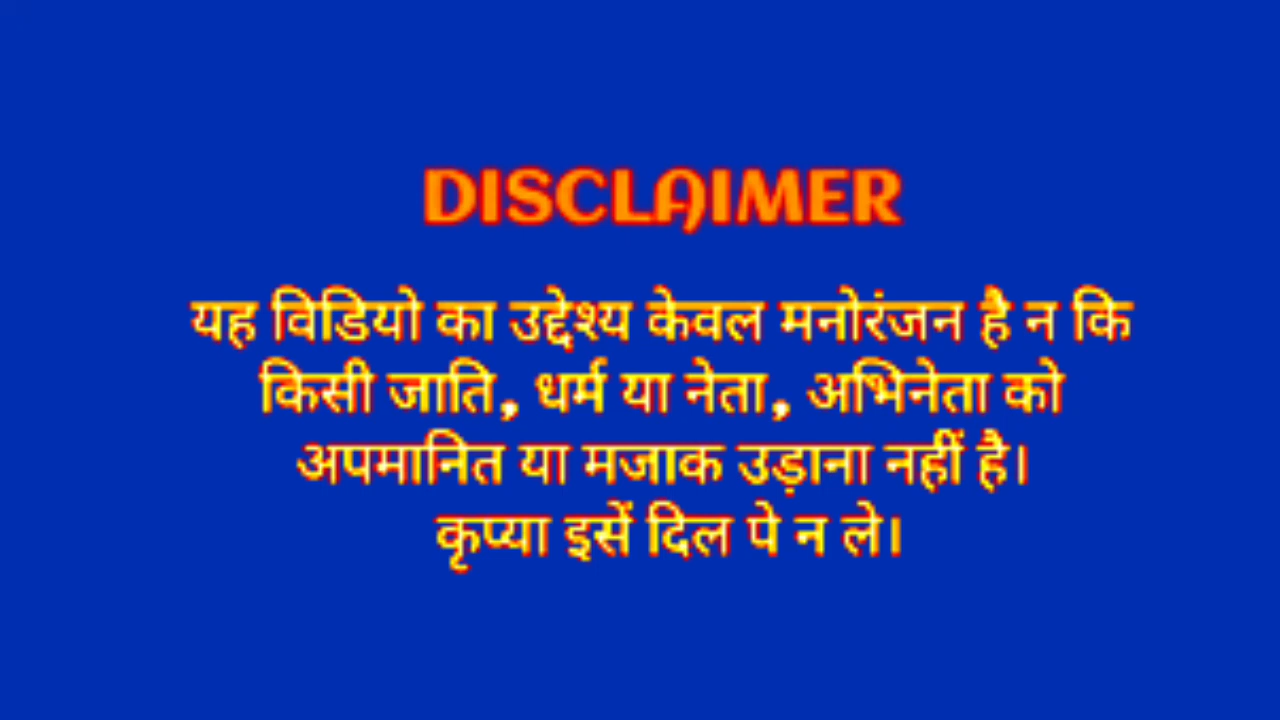 DISCLAIMER
यह विडियो का उद्देश्य केवल मनोरंजन है न कि
किसी जाति, धर्म या नेता, अभिनेता को
अपमानित या मजाक उड़ाना नहीं है।
कृप्या इसें दिल पे न ले।